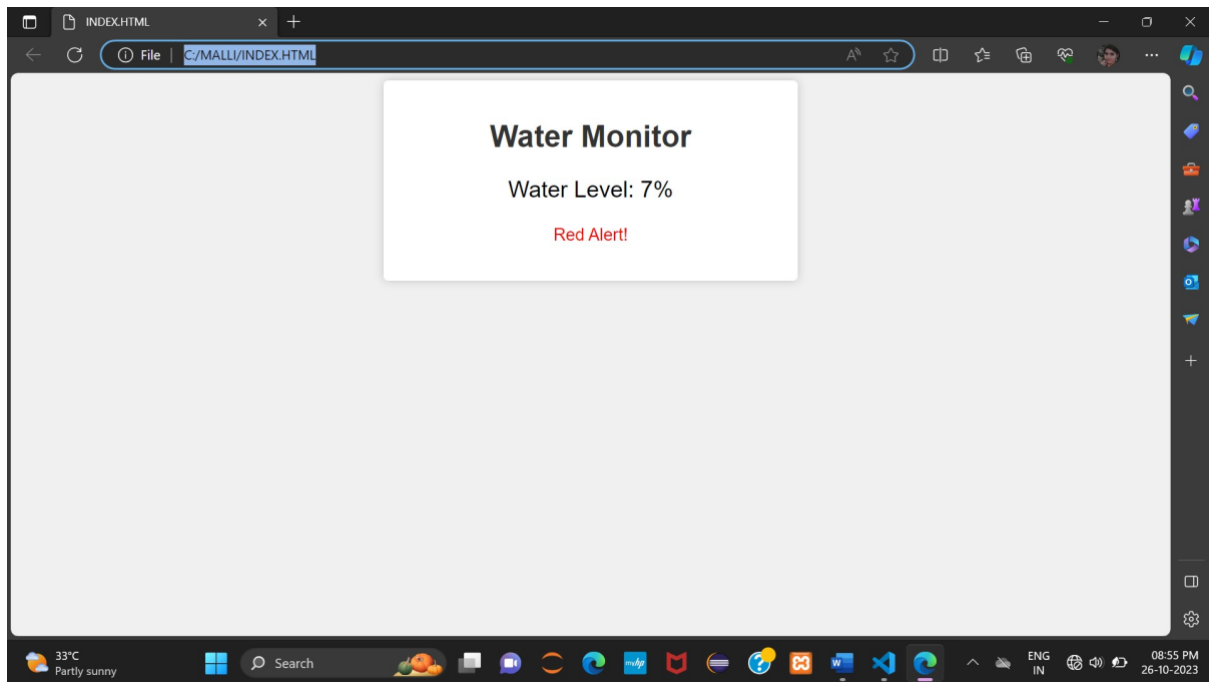 INDEX.HTML
File
C:/MALLI/INDEX.HTML
Water Monitor
Water Level: 7%
Red Alert!
33°C
Partly sunny
Search
myhp
ENG
IN
08:55 PM
26-10-2023